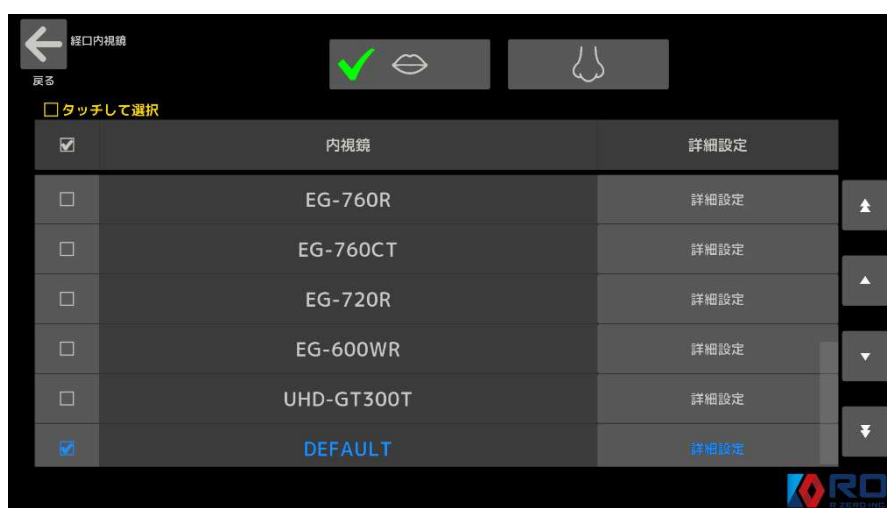 経口内視鏡
戻る
タッチして選択
内視鏡 詳細設定
EG-760R 詳細設定
EG-760CT 詳細設定
EG-720R 詳細設定
EG-600WR 詳細設定
UHD-GT300T 詳細設定
DEFAULT 詳細設定
RO
R ZERO INC.